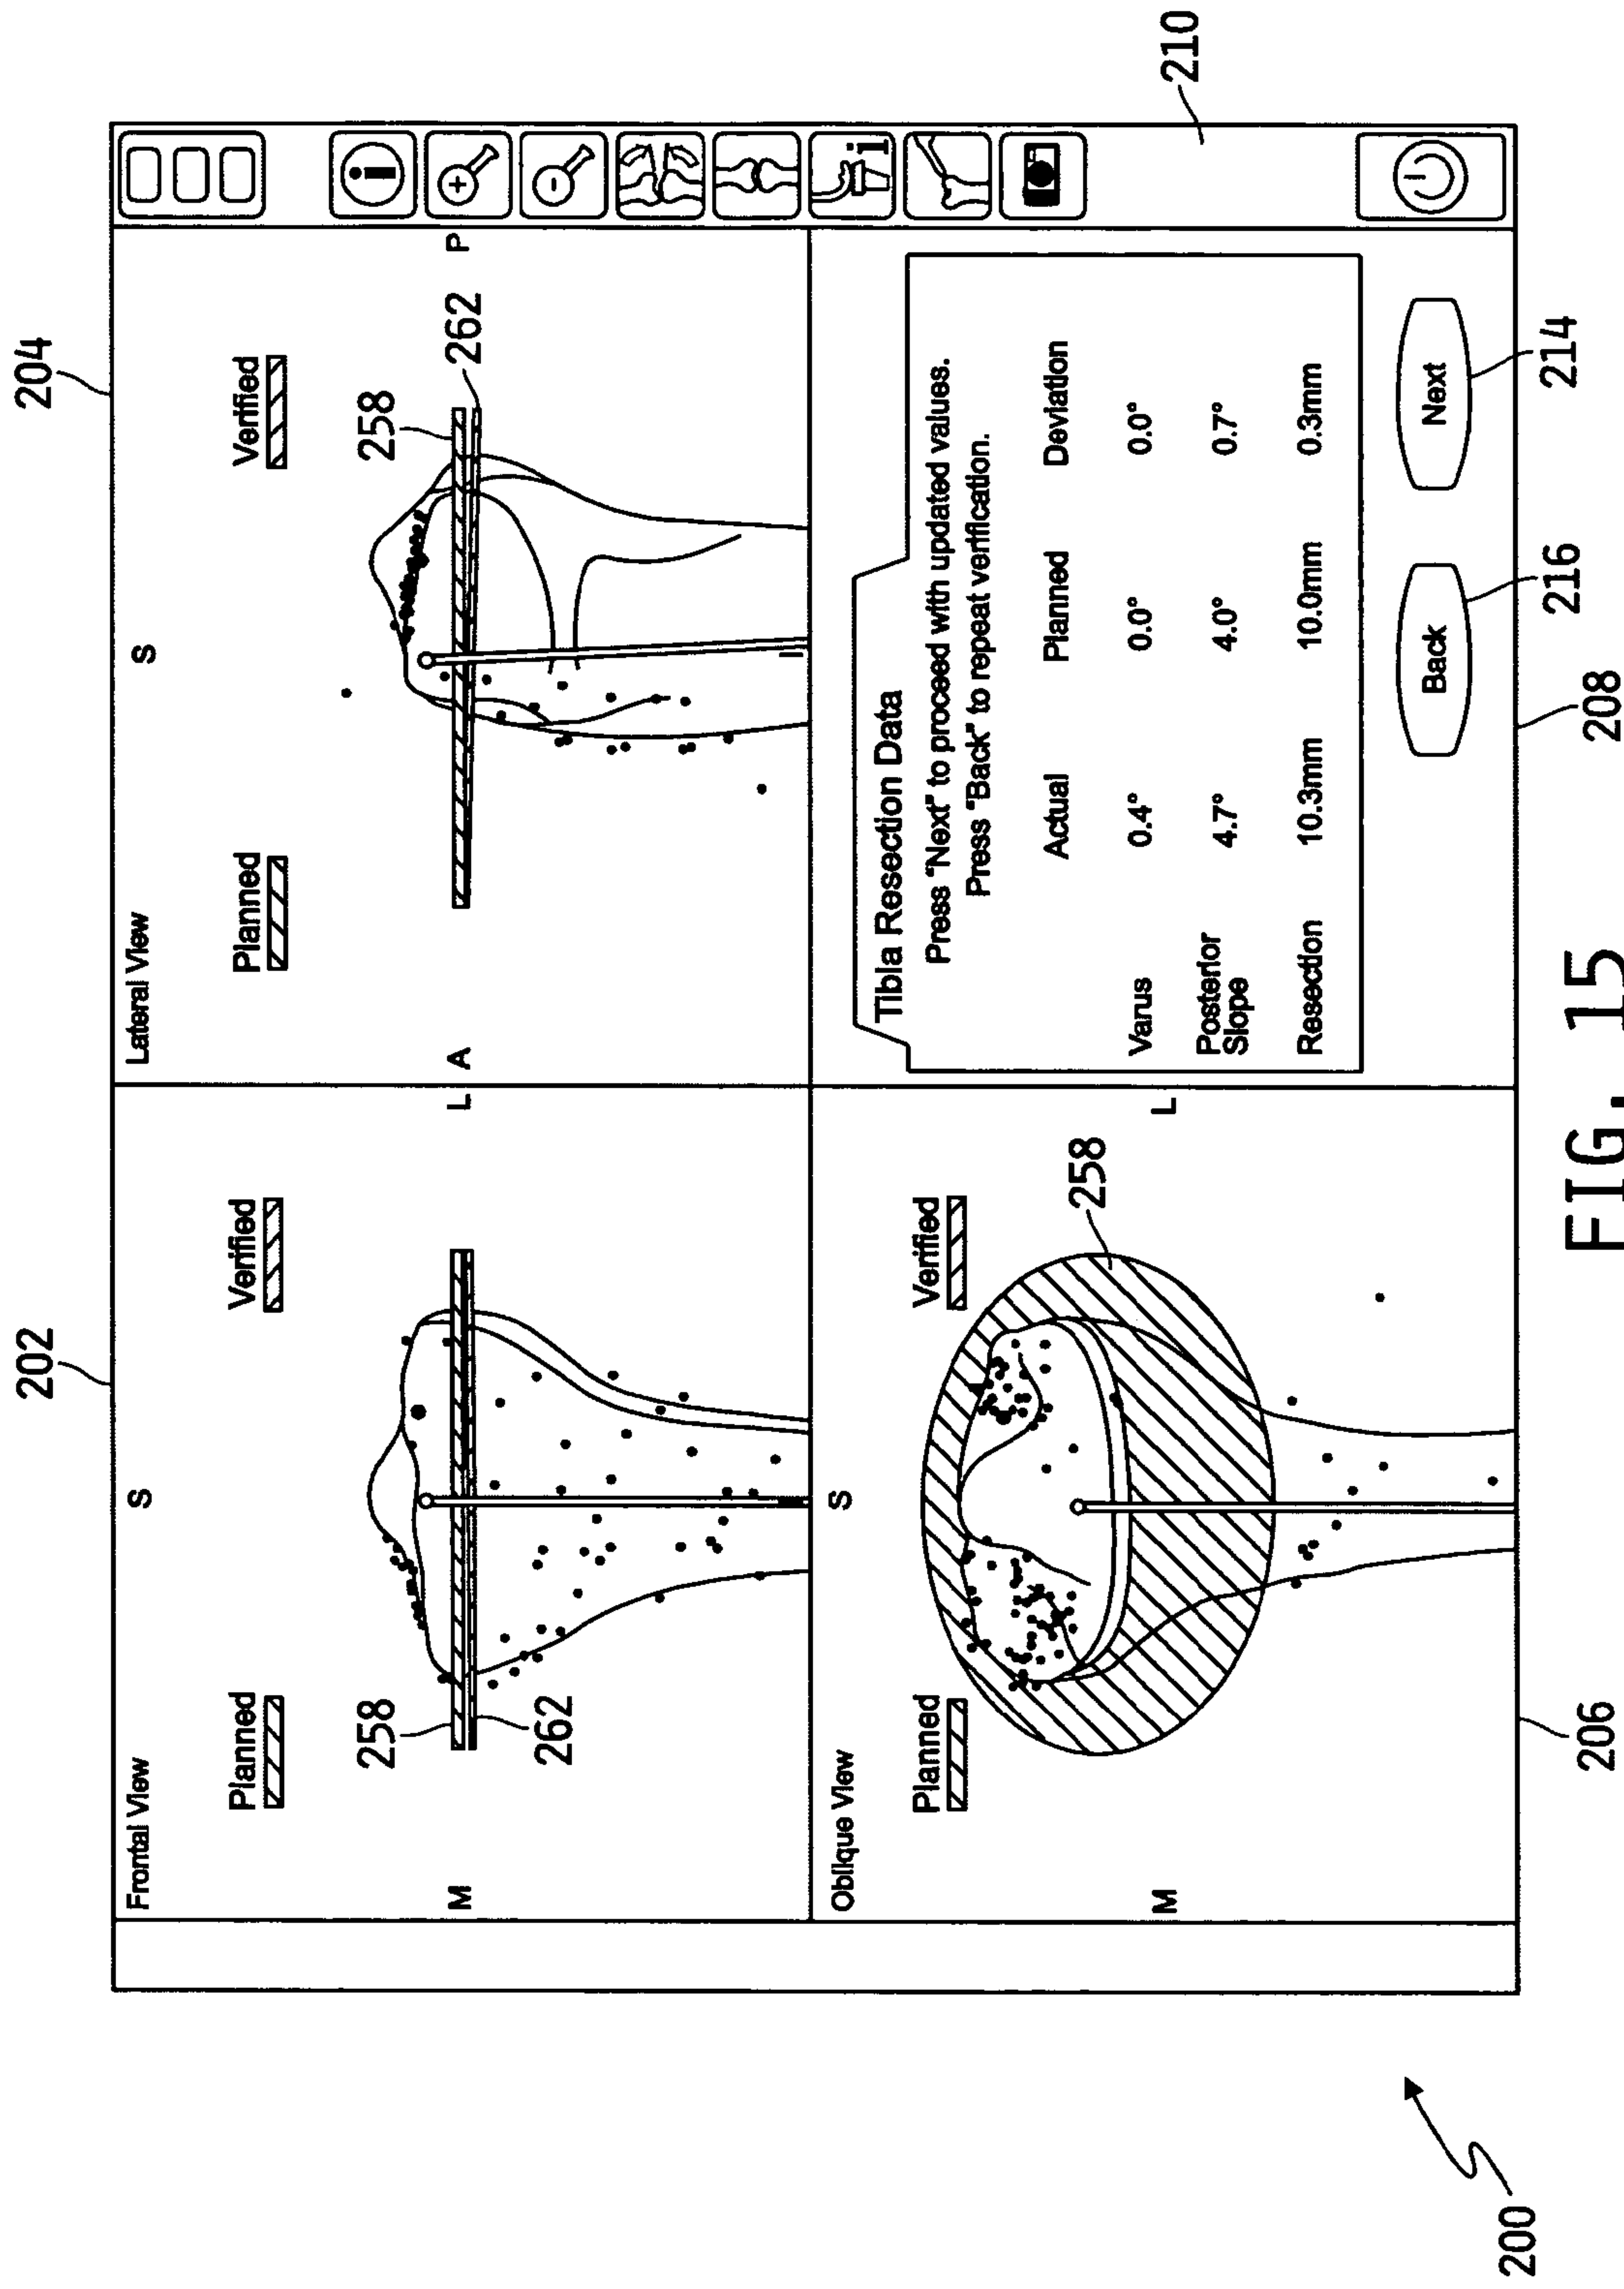 202
204
Frontal View
S
Planned
Verified
258
262
M
L
I
Lateral View
S
Planned
Verified
258
262
A
P
I
i
+
-
i
210
Oblique View
S
Planned
Verified
258
M
L
Tibia Resection Data
Press "Next" to proceed with updated values.
Press "Back" to repeat verification.
Actual Planned Deviation
Varus 0.4° 0.0° 0.0°
Posterior
Slope 4.7° 4.0° 0.7°
Resection 10.3mm 10.0mm 0.3mm
Back
Next
206
208
216
214
200
FIG. 15